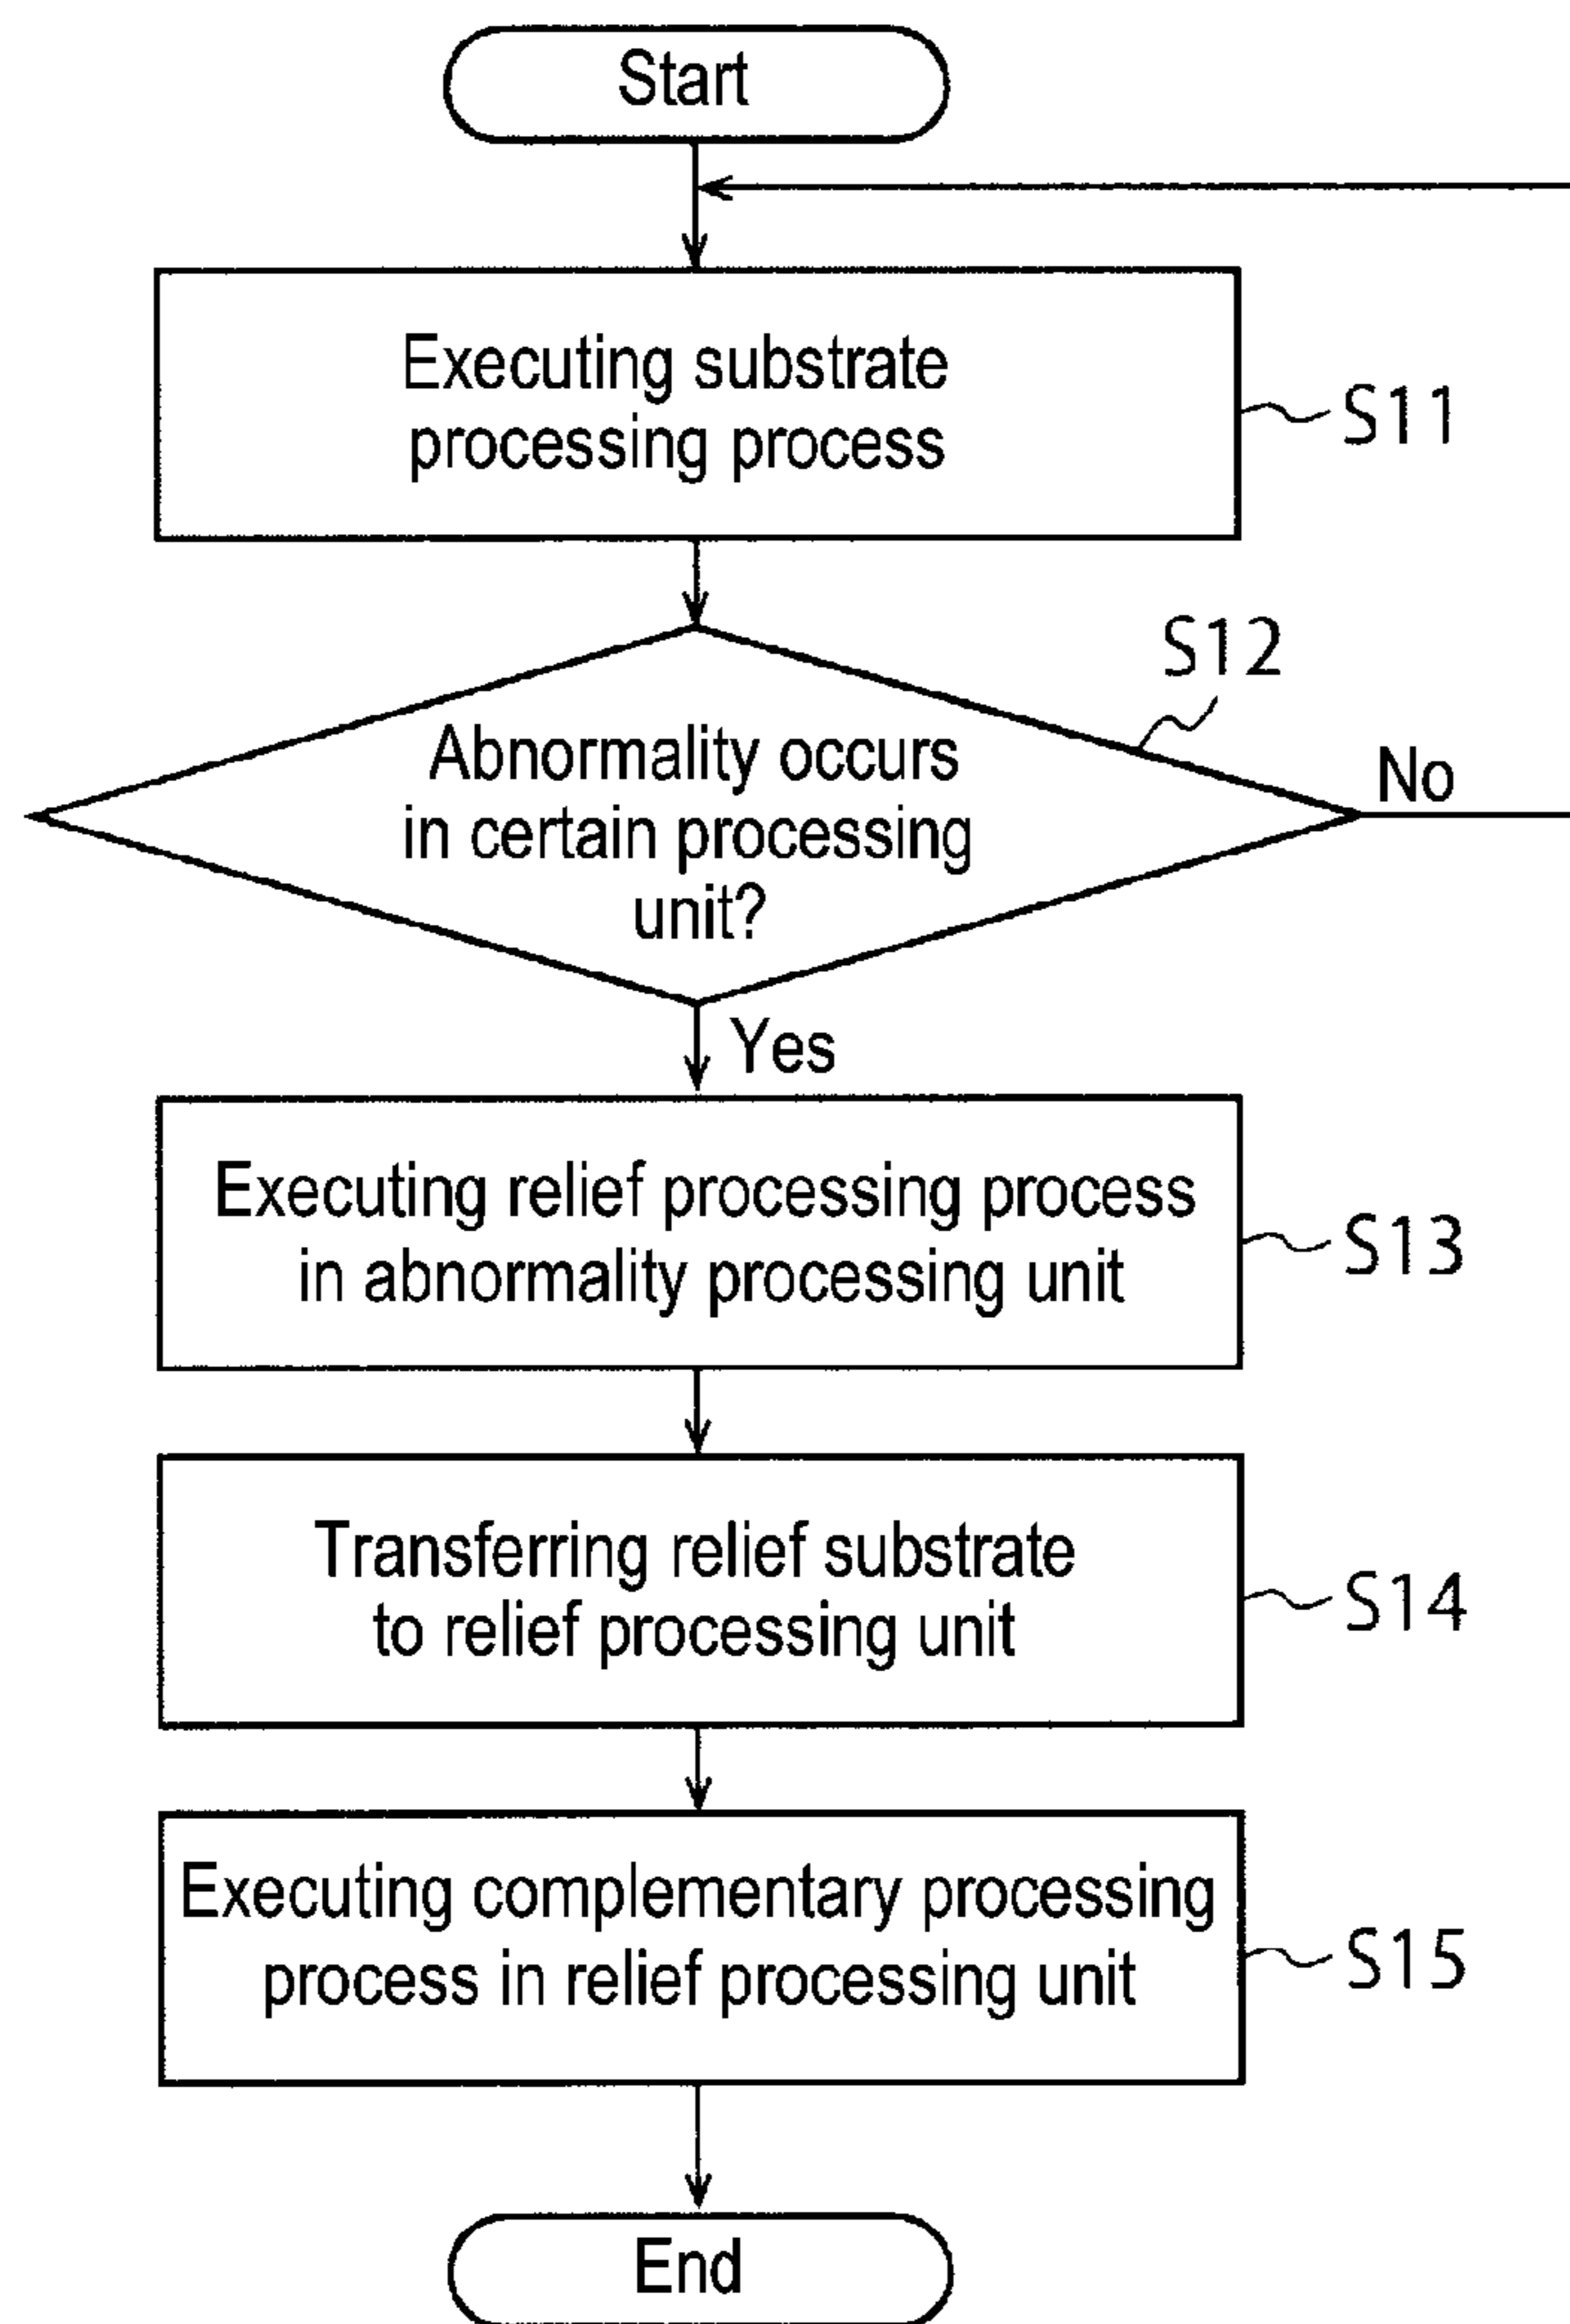 Start
Executing substrate
processing process
S11
S12
Abnormality occurs
in certain processing
unit?
No
Yes
Executing relief processing process
in abnormality processing unit
S13
Transferring relief substrate
to relief processing unit
S14
Executing complementary processing
process in relief processing unit
S15
End